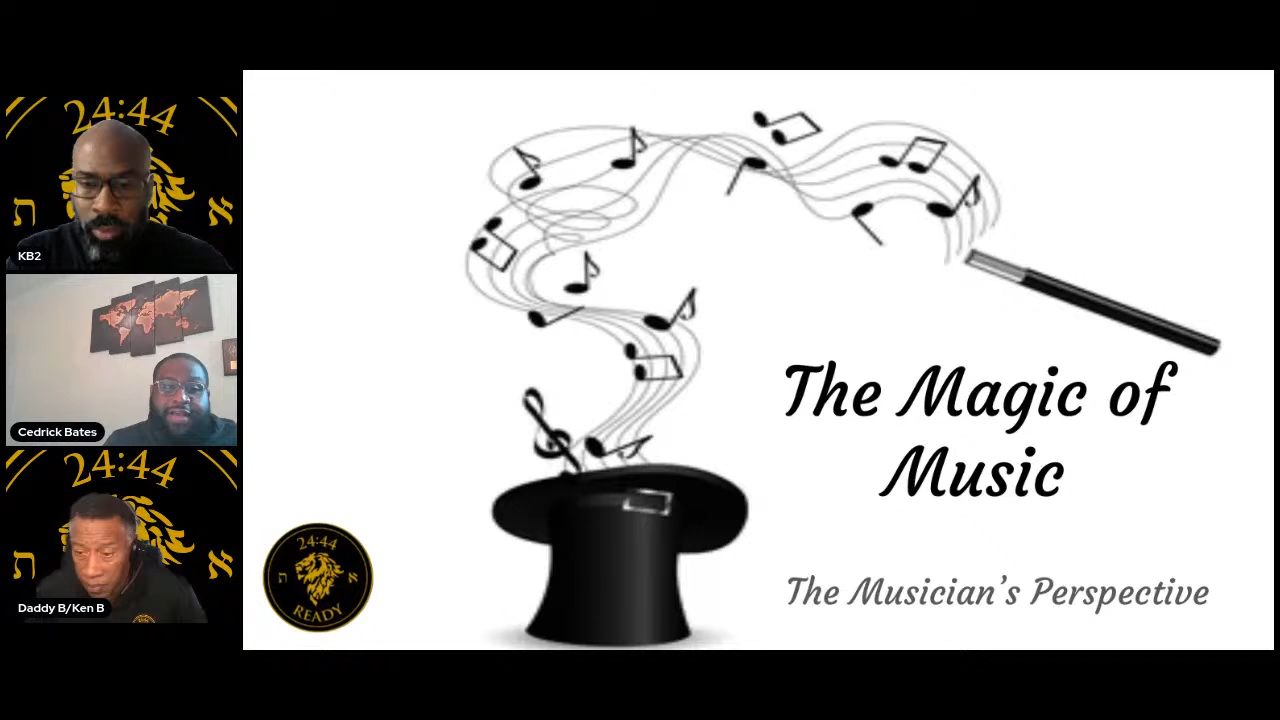 24:44
ת
א
KB2
Cedrick Bates
24:44
ת
א
Daddy B/Ken B
The Magic of
Music
The Musician's Perspective
24:44
ת
א
READY